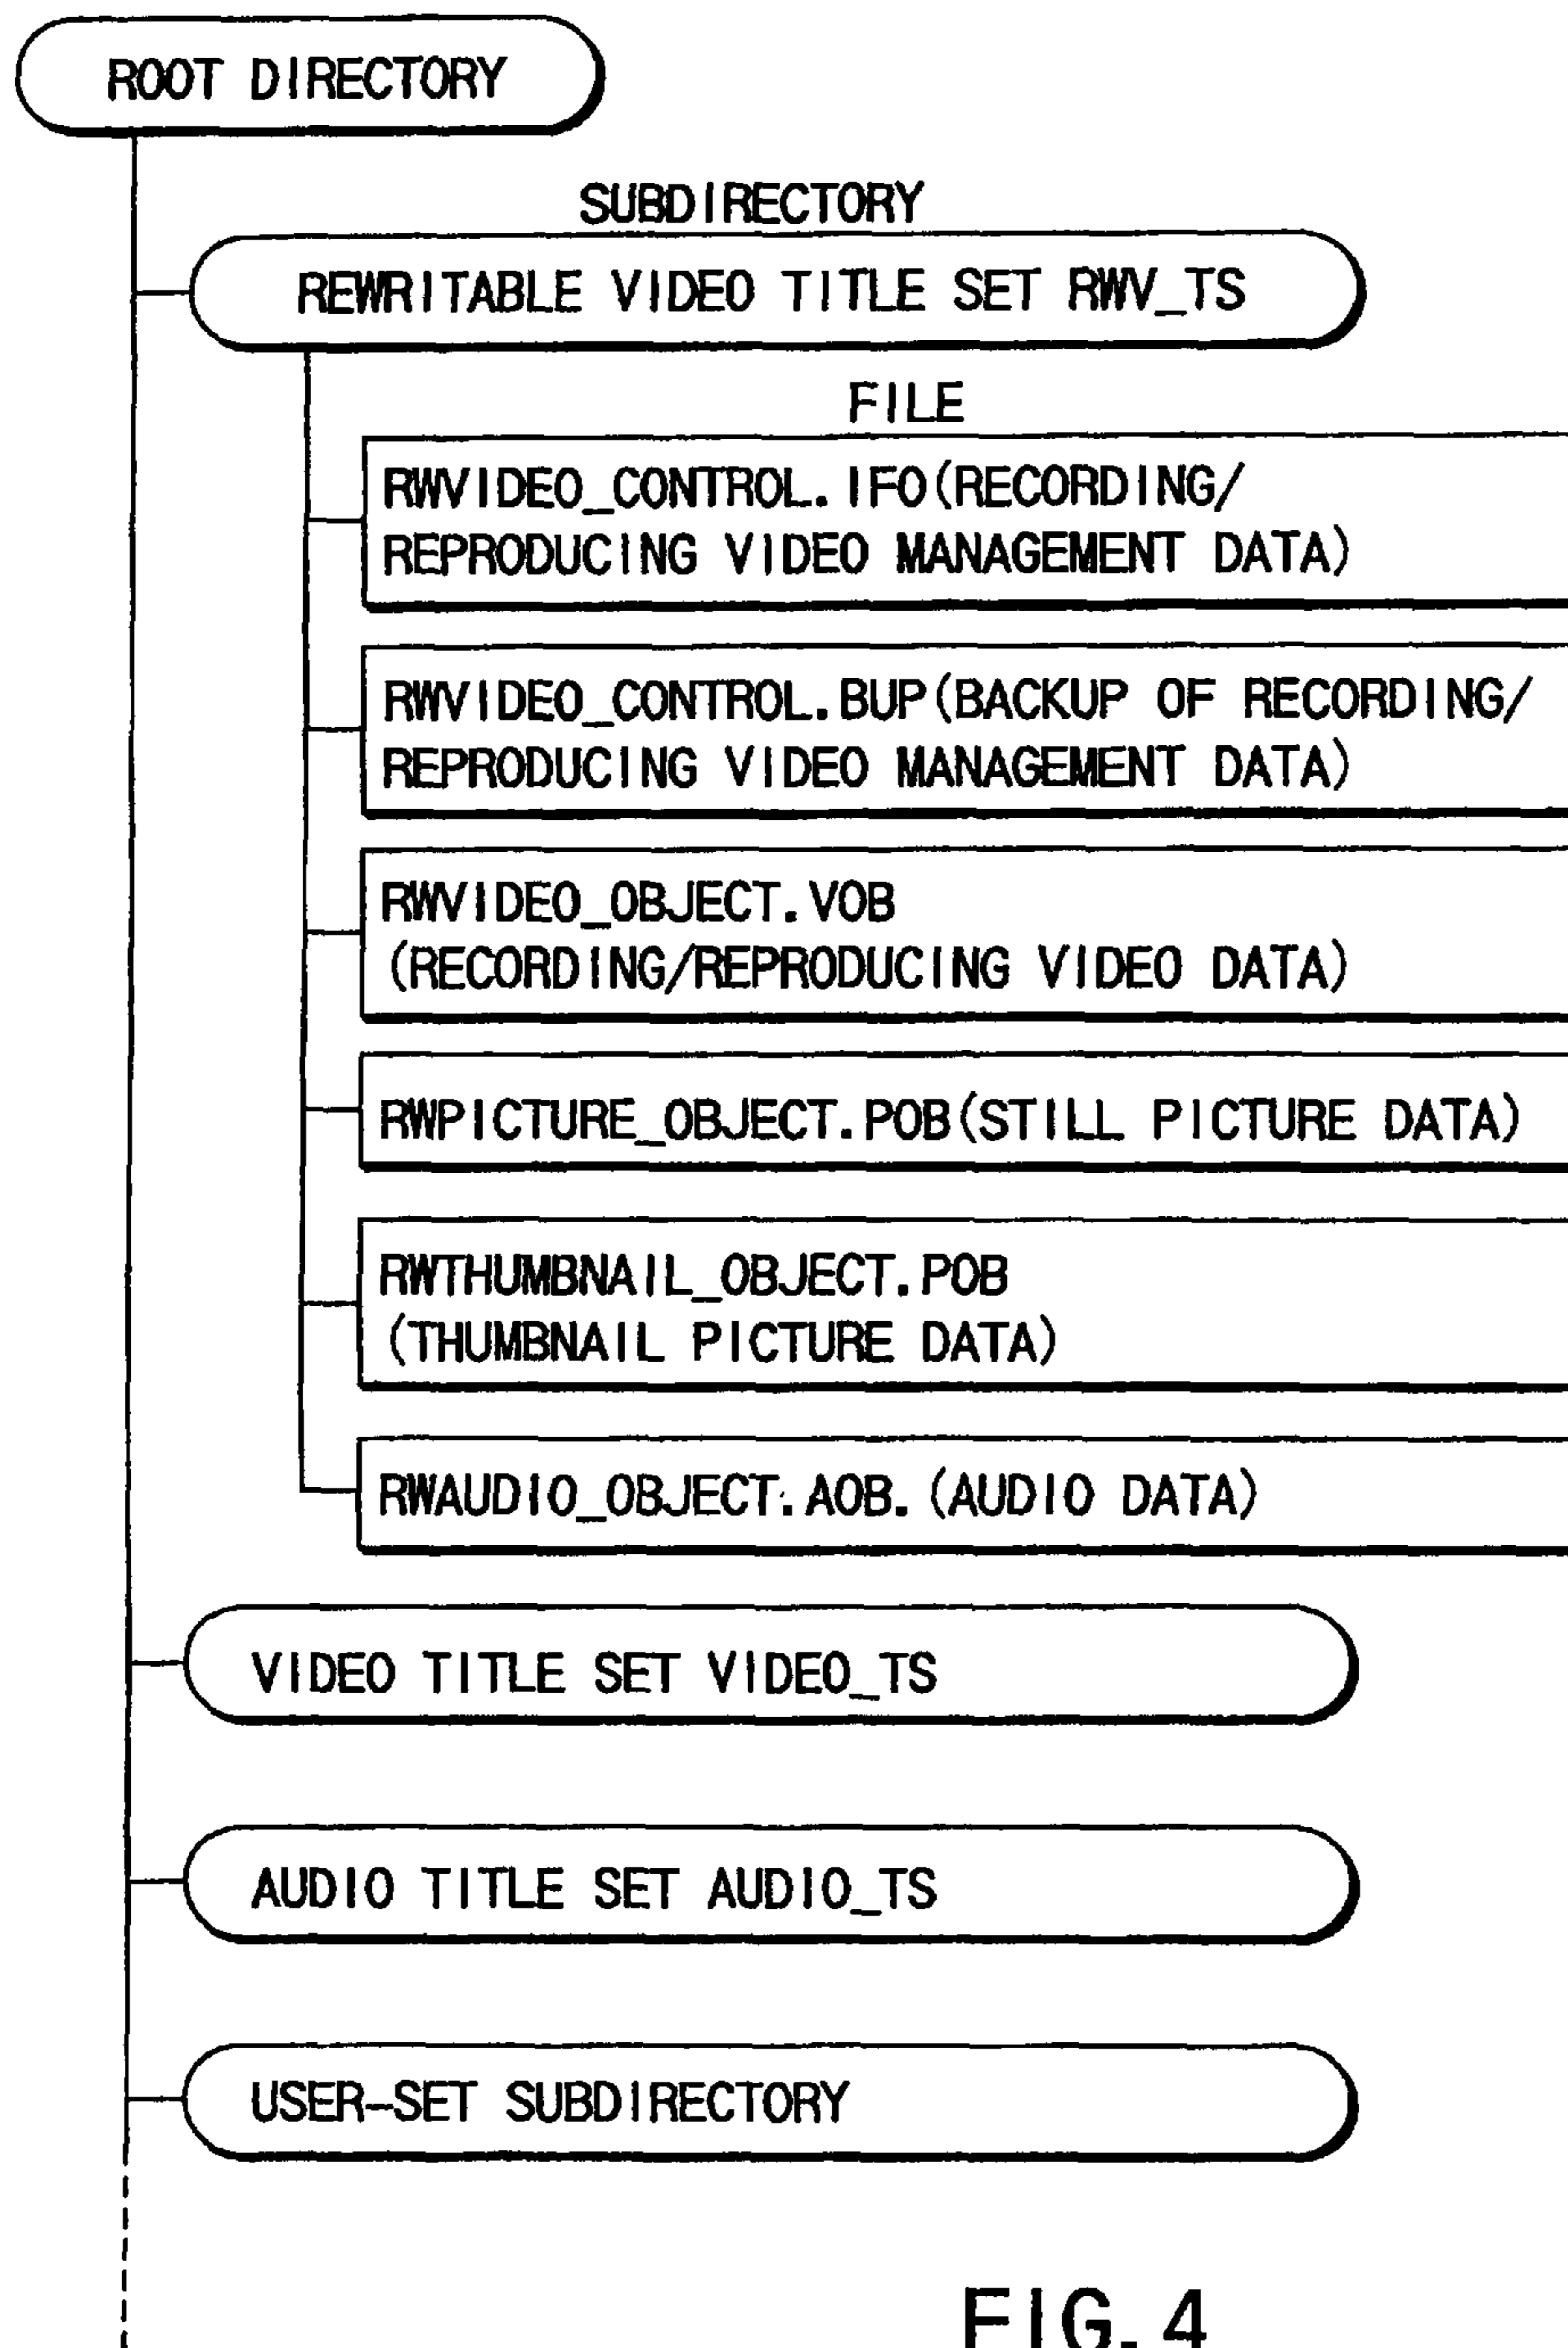 ROOT DIRECTORY
SUBDIRECTORY
REWRITABLE VIDEO TITLE SET RWV_TS
FILE
RWVIDEO_CONTROL.IFO(RECORDING/
REPRODUCING VIDEO MANAGEMENT DATA)
RWVIDEO_CONTROL.BUP(BACKUP OF RECORDING/
REPRODUCING VIDEO MANAGEMENT DATA)
RWVIDEO_OBJECT.VOB
(RECORDING/REPRODUCING VIDEO DATA)
RWPICTURE_OBJECT.POB(STILL PICTURE DATA)
RWTHUMBNAIL_OBJECT.POB
(THUMBNAIL PICTURE DATA)
RWAUDIO_OBJECT.AOB.(AUDIO DATA)
VIDEO TITLE SET VIDEO_TS
AUDIO TITLE SET AUDIO_TS
USER-SET SUBDIRECTORY
FIG.4